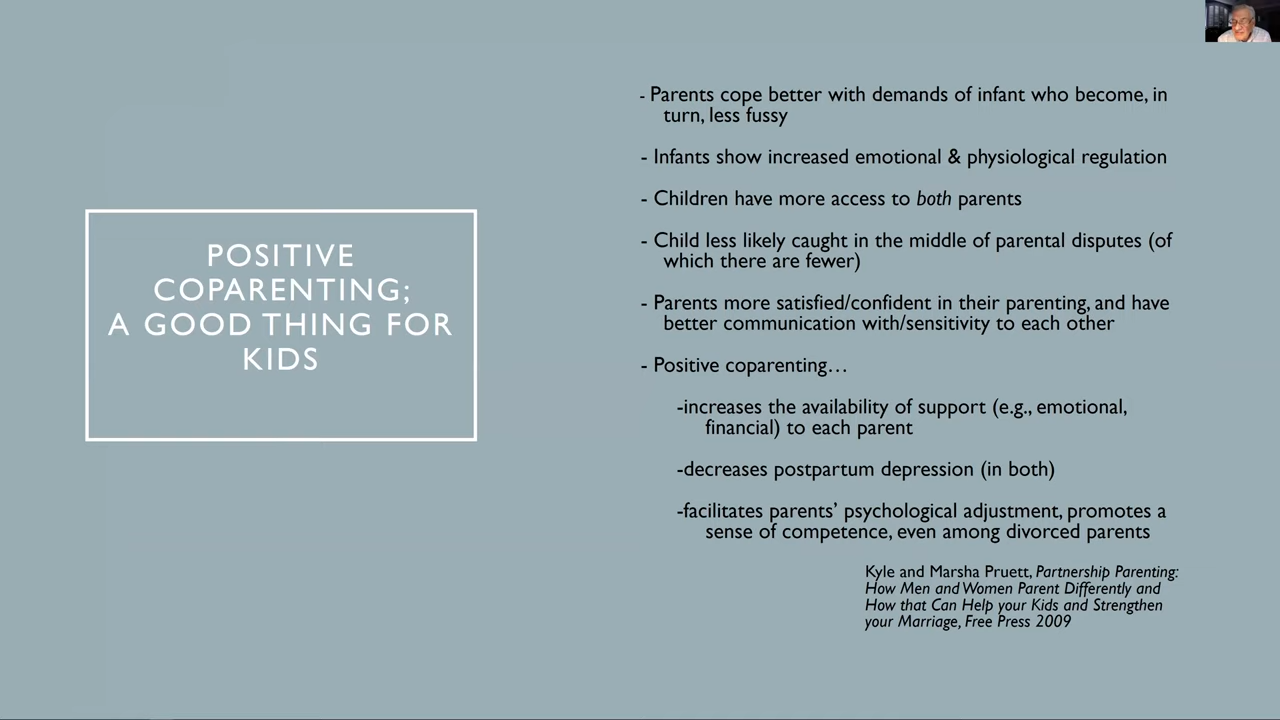 POSITIVE
COPARENTING;
A GOOD THING FOR
KIDS
- Parents cope better with demands of infant who become, in
turn, less fussy
- Infants show increased emotional & physiological regulation
- Children have more access to both parents
- Child less likely caught in the middle of parental disputes (of
which there are fewer)
- Parents more satisfied/confident in their parenting, and have
better communication with/sensitivity to each other
- Positive coparenting…
-increases the availability of support (e.g., emotional,
financial) to each parent
-decreases postpartum depression (in both)
-facilitates parents’ psychological adjustment, promotes a
sense of competence, even among divorced parents
Kyle and Marsha Pruett, Partnership Parenting:
How Men and Women Parent Differently and
How that Can Help your Kids and Strengthen
your Marriage, Free Press 2009